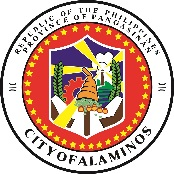 REPUBLIC OF THE PHILIPPINES
PROVINCE OF PANGASINAN
CITY OF ALAMINOS